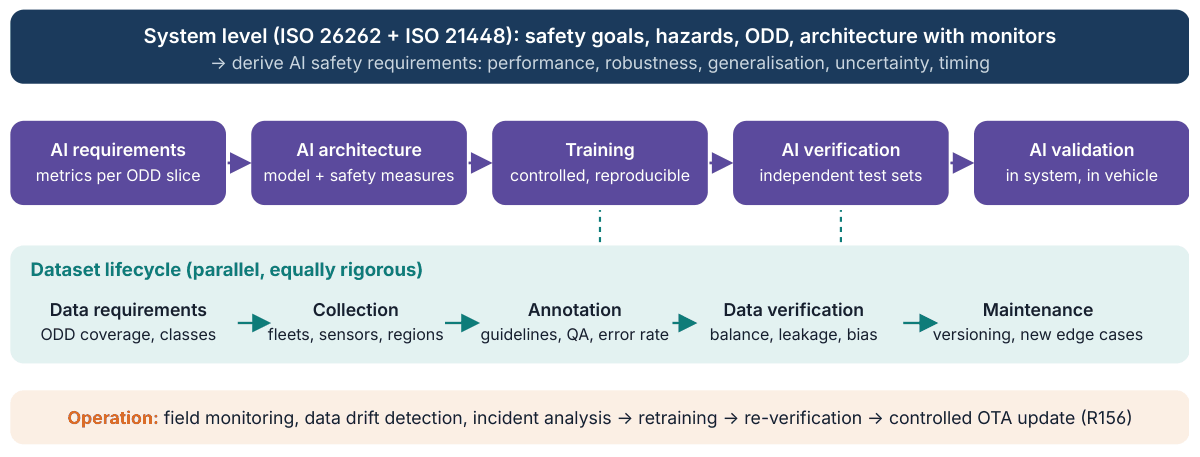 System level (ISO 26262 + ISO 21448): safety goals, hazards, ODD, architecture with monitors
→ derive AI safety requirements: performance, robustness, generalisation, uncertainty, timing
AI requirements
metrics per ODD slice
AI architecture
model + safety measures
Training
controlled, reproducible
AI verification
independent test sets
AI validation
in system, in vehicle
Dataset lifecycle (parallel, equally rigorous)
Data requirements
ODD coverage, classes
Collection
fleets, sensors, regions
Annotation
guidelines, QA, error rate
Data verification
balance, leakage, bias
Maintenance
versioning, new edge cases
Operation: field monitoring, data drift detection, incident analysis → retraining → re-verification → controlled OTA update (R156)